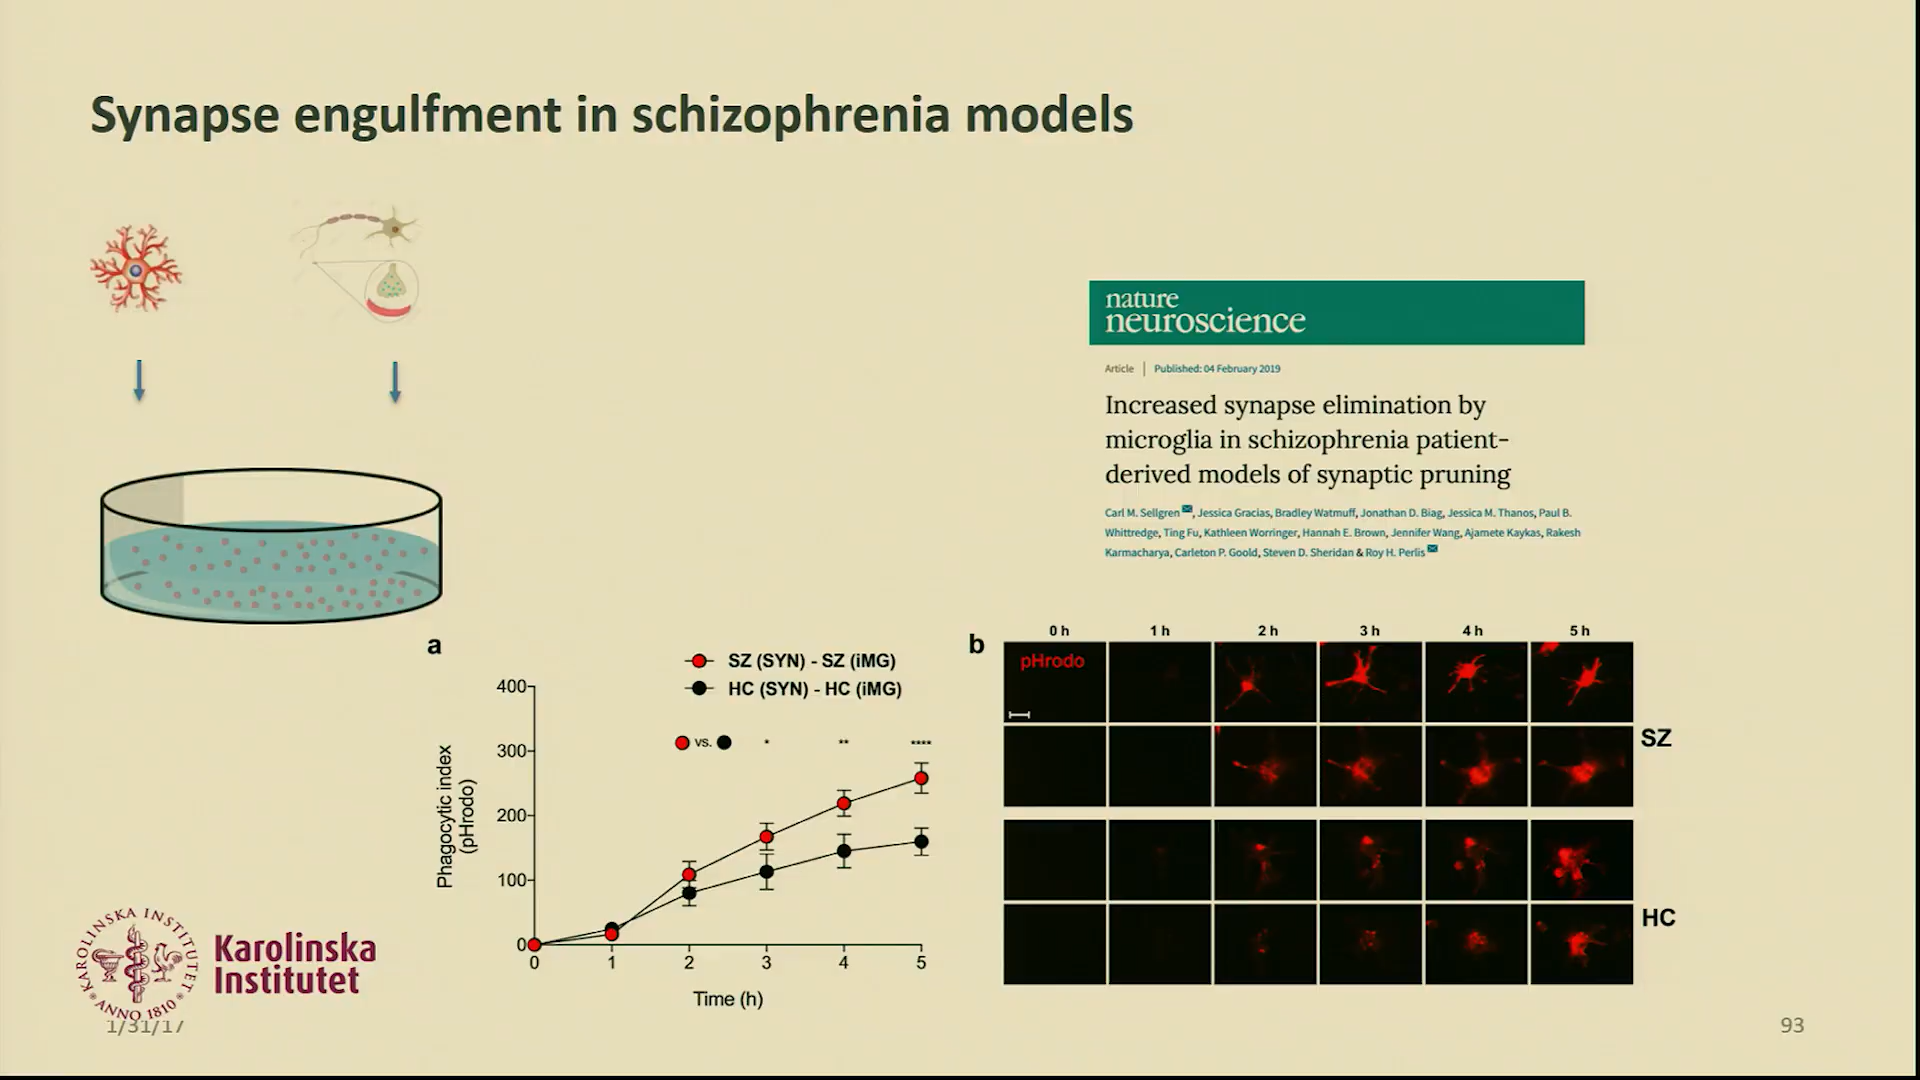 Synapse engulfment in schizophrenia models
nature
neuroscience
Article | Published: 04 February 2019
Increased synapse elimination by
microglia in schizophrenia patient-
derived models of synaptic pruning
Carl M. Sellgren, Jessica Gracias, Bradley Watmuff, Jonathan D. Biag, Jessica M. Thanos, Paul B.
Whittredge, Ting Fu, Kathleen Worringer, Hannah E. Brown, Jennifer Wang, Ajamete Kaykas, Rakesh
Karmacharya, Carleton P. Goold, Steven D. Sheridan & Roy H. Perlis
a
SZ (SYN) - SZ (iMG)
HC (SYN) - HC (iMG)
vs. * ** ****
400
300
200
100
0
Phagocytic index
(pHrodo)
0 1 2 3 4 5
Time (h)
b
0 h 1 h 2 h 3 h 4 h 5 h
pHrodo
SZ
HC
KAROLINSKA INSTITUTET
ANNO 1810
Karolinska
Institutet
1/31/17
93